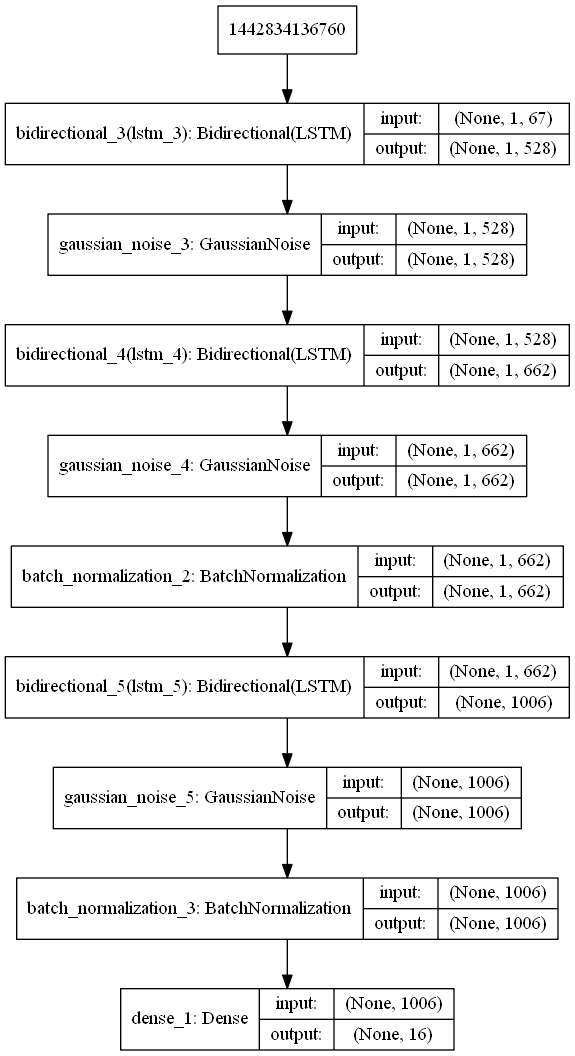 1442834136760
bidirectional_3(lstm_3): Bidirectional(LSTM)
input: (None, 1, 67)
output: (None, 1, 528)
gaussian_noise_3: GaussianNoise
input: (None, 1, 528)
output: (None, 1, 528)
bidirectional_4(lstm_4): Bidirectional(LSTM)
input: (None, 1, 528)
output: (None, 1, 662)
gaussian_noise_4: GaussianNoise
input: (None, 1, 662)
output: (None, 1, 662)
batch_normalization_2: BatchNormalization
input: (None, 1, 662)
output: (None, 1, 662)
bidirectional_5(lstm_5): Bidirectional(LSTM)
input: (None, 1, 662)
output: (None, 1006)
gaussian_noise_5: GaussianNoise
input: (None, 1006)
output: (None, 1006)
batch_normalization_3: BatchNormalization
input: (None, 1006)
output: (None, 1006)
dense_1: Dense
input: (None, 1006)
output: (None, 16)